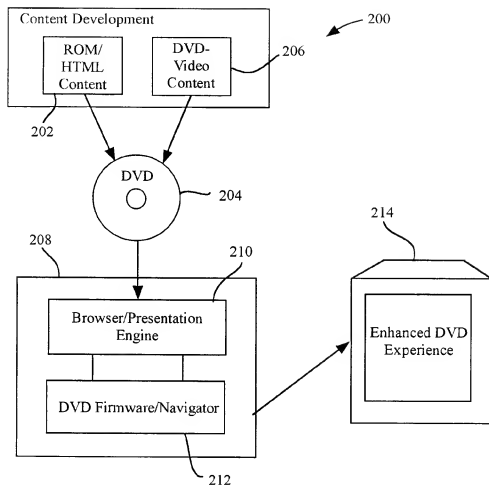 Content Development
200
ROM/
HTML
Content
DVD-
Video
Content
206
202
DVD
204
208
210
214
Browser/Presentation
Engine
Enhanced DVD
Experience
DVD Firmware/Navigator
212